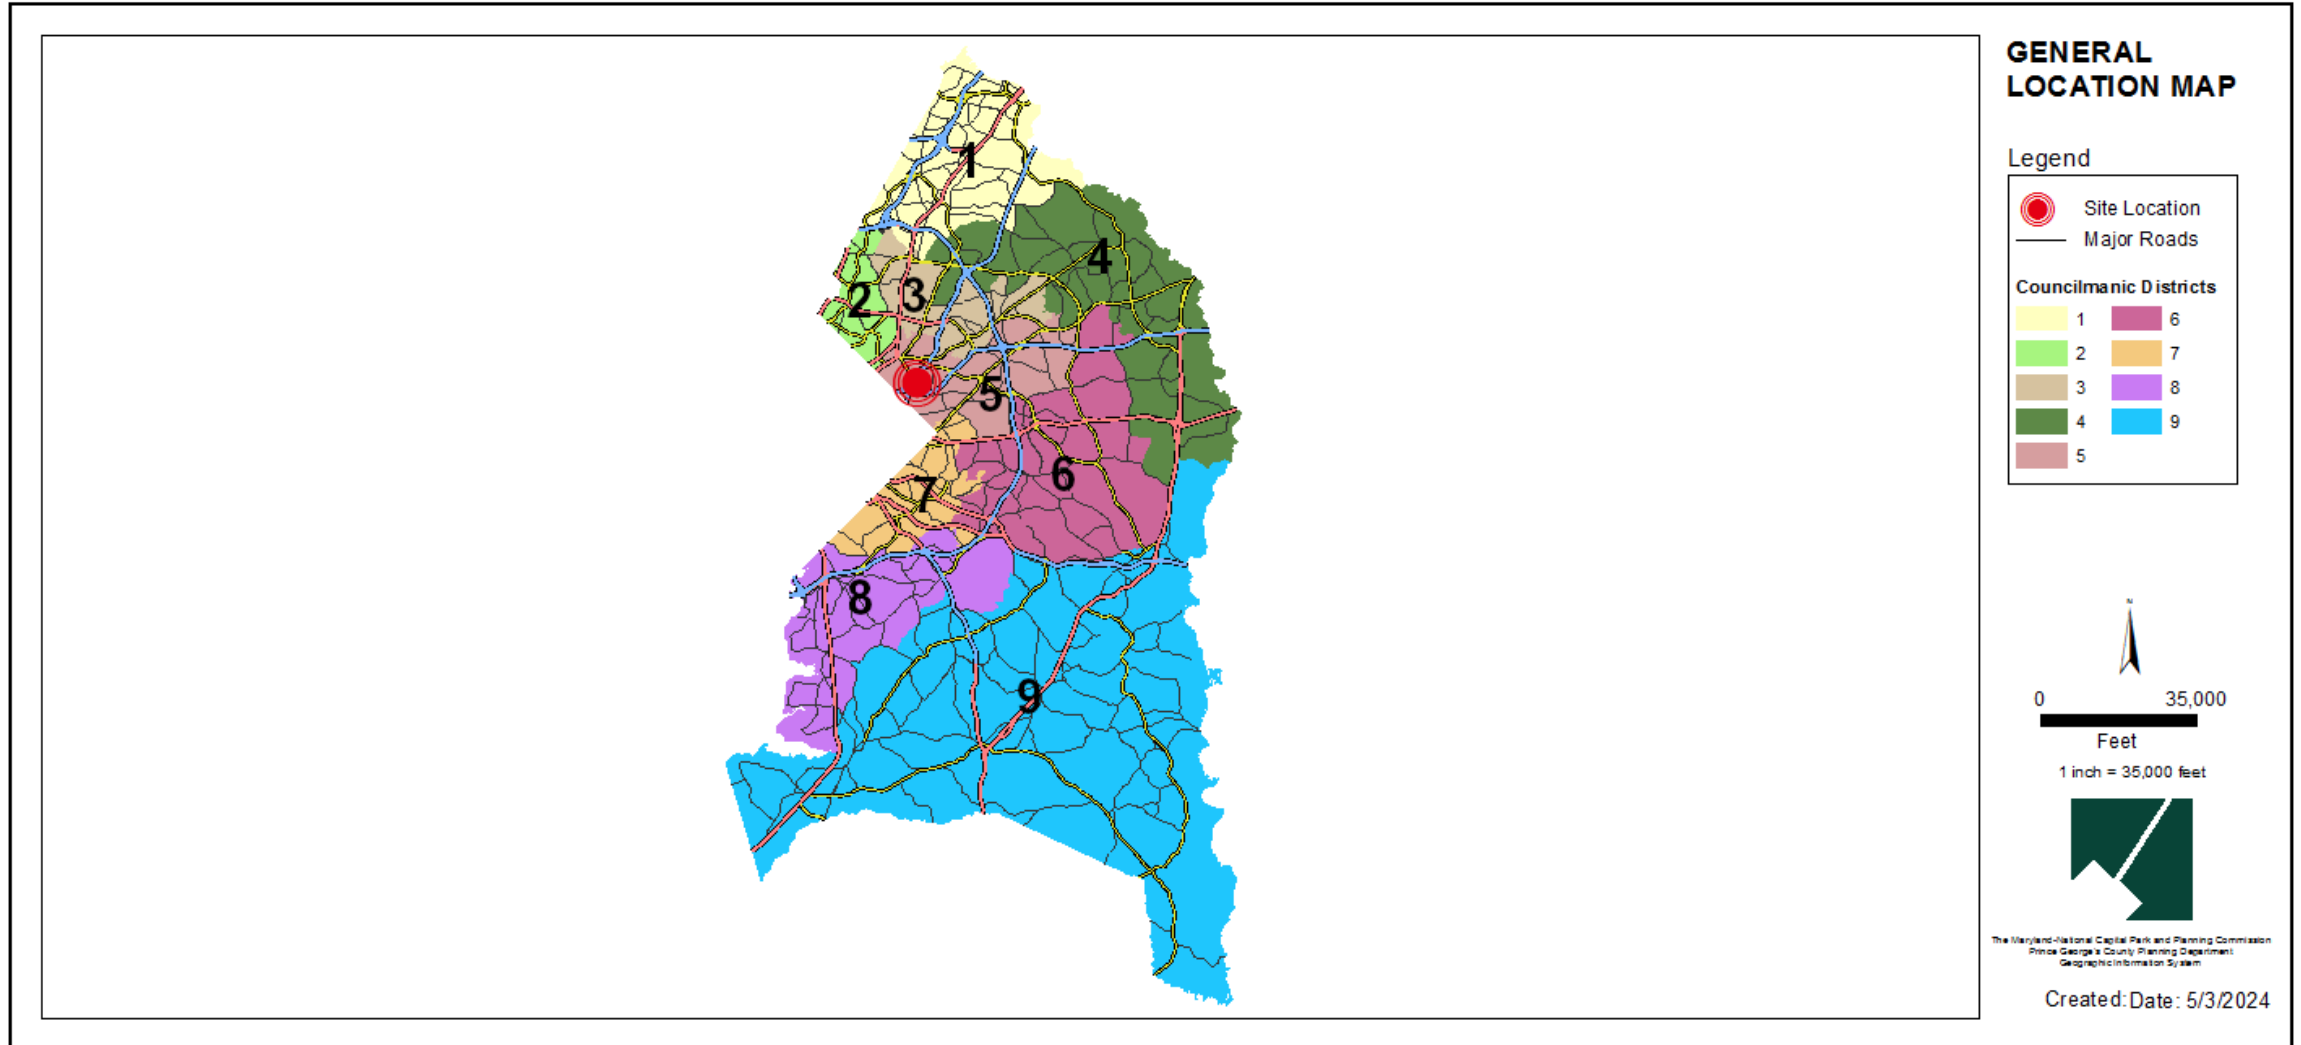 GENERAL
LOCATION MAP
Legend
Site Location
Major Roads
Councilmanic Districts
1 6
2 7
3 8
4 9
5
1
4
2
3
5
6
7
8
9
N
0 35,000
Feet
1 inch = 35,000 feet
The Maryland-National Capital Park and Planning Commission
Prince George's County Planning Department
Geographic Information System
Created: Date: 5/3/2024